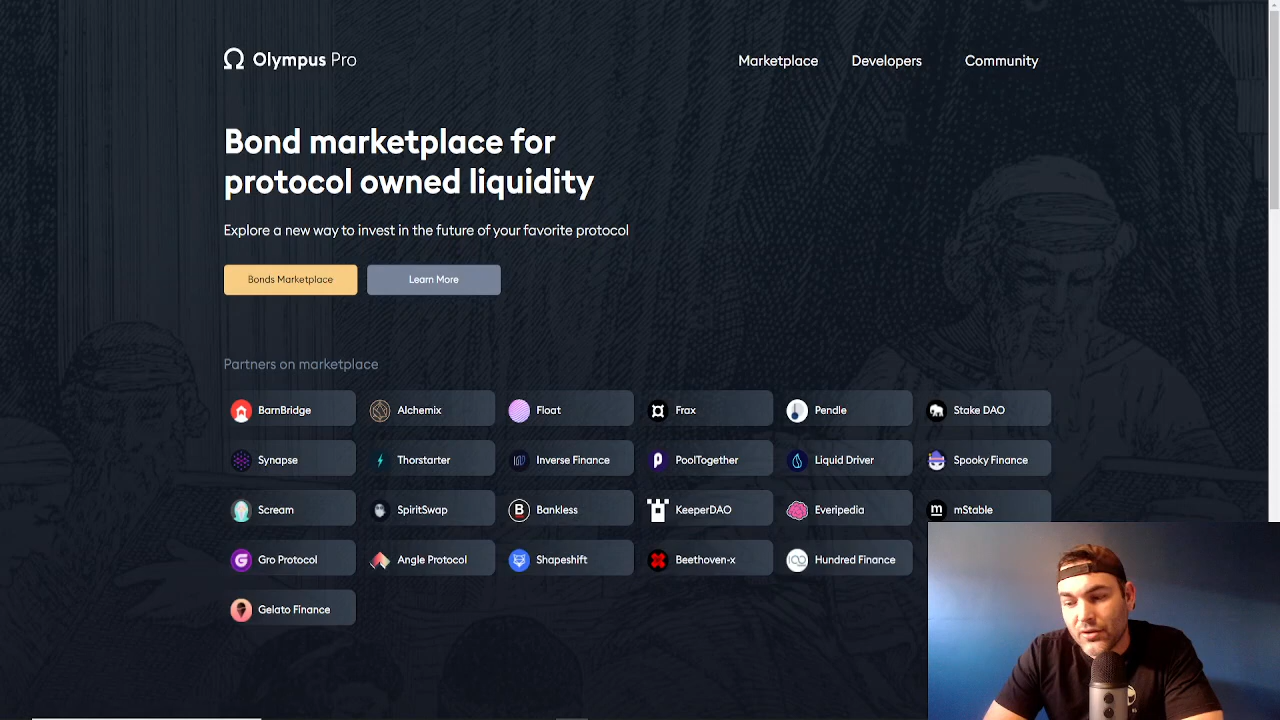 Olympus Pro
Marketplace Developers Community
Bond marketplace for
protocol owned liquidity
Explore a new way to invest in the future of your favorite protocol
Bonds Marketplace Learn More
Partners on marketplace
BarnBridge Alchemix Float Frax Pendle Stake DAO
Synapse Thorstarter Inverse Finance PoolTogether Liquid Driver Spooky Finance
Scream SpiritSwap B Bankless KeeperDAO Everipedia m mStable
Gro Protocol Angle Protocol Shapeshift Beethoven-x Hundred Finance
Gelato Finance